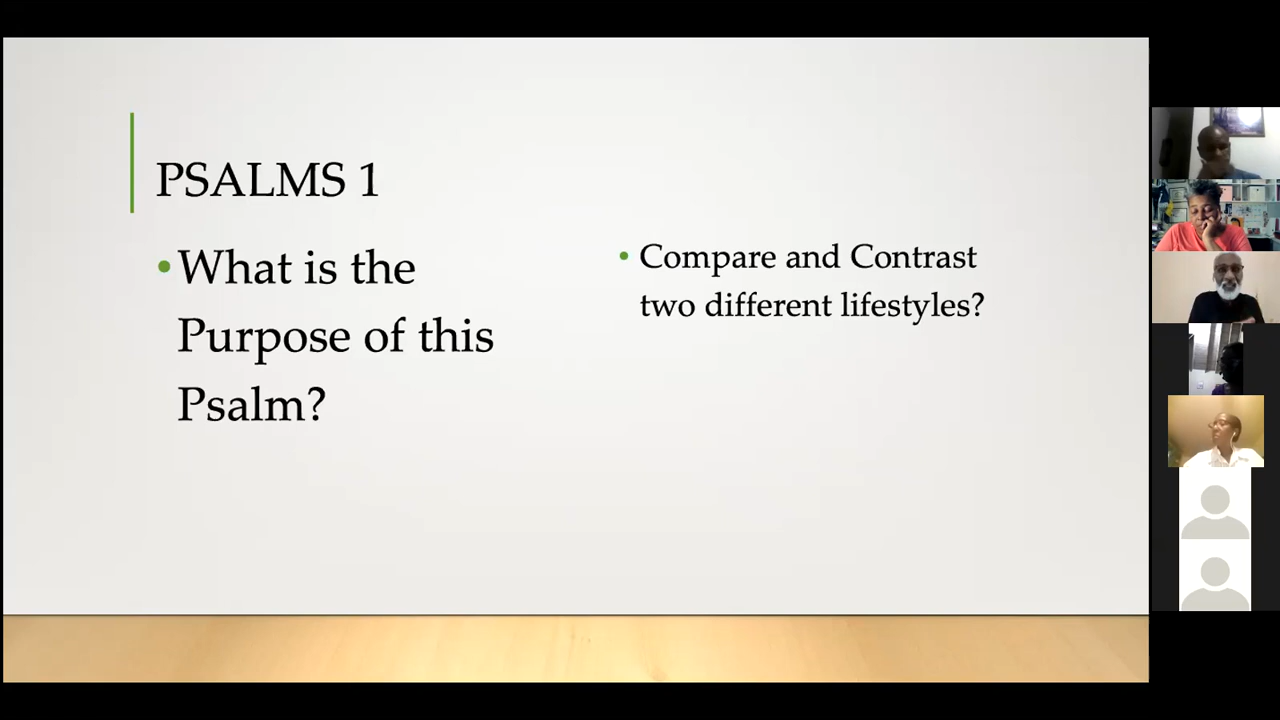 PSALMS 1
•What is the
Purpose of this
Psalm?
• Compare and Contrast
two different lifestyles?